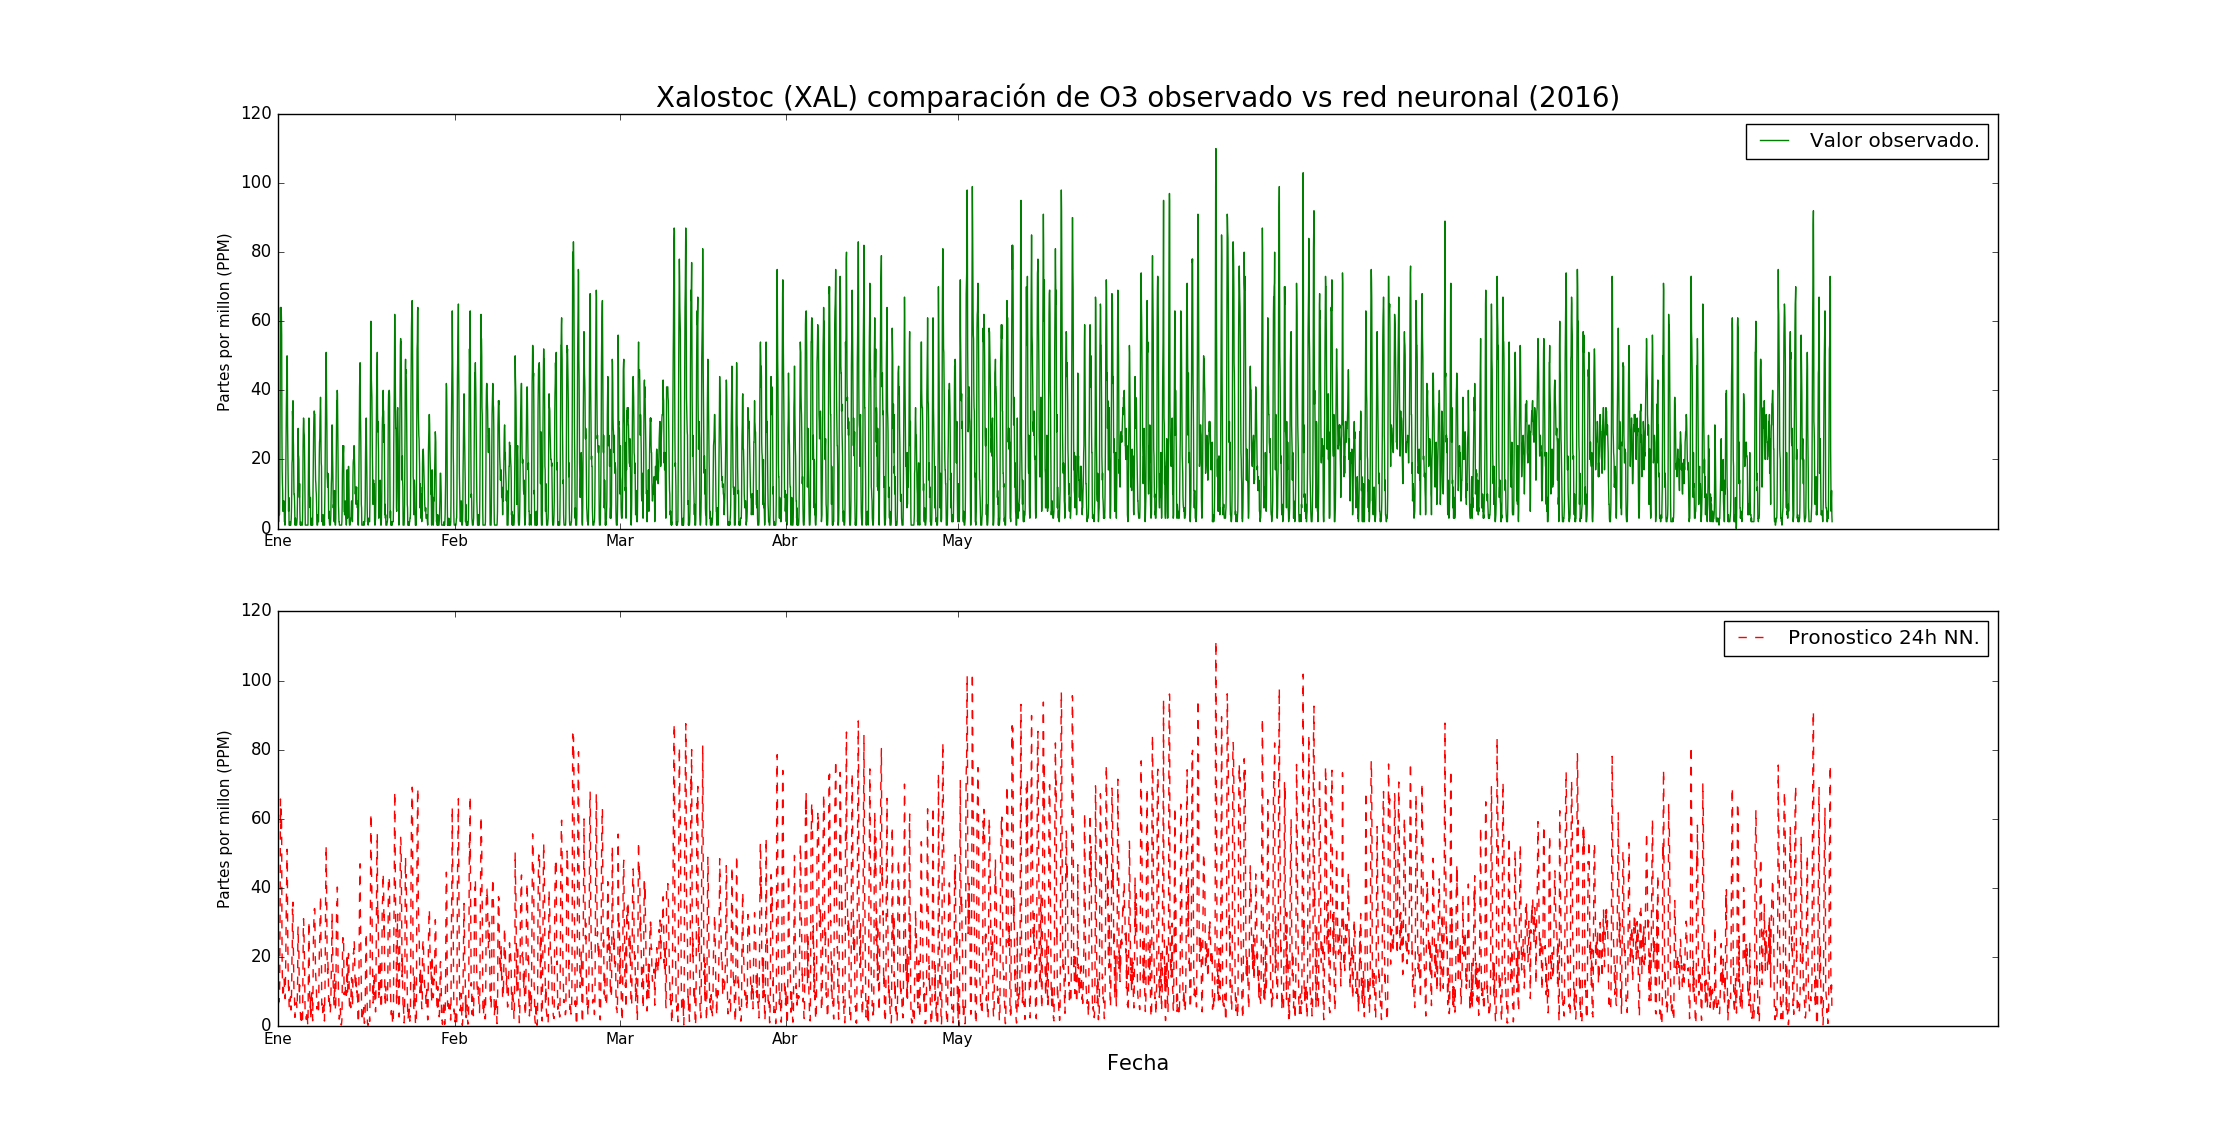 Xalostoc (XAL) comparación de O3 observado vs red neuronal (2016)
120
100
80
60
40
20
0
Partes por millon (PPM)
Valor observado.
Ene Feb Mar Abr May
120
100
80
60
40
20
0
Partes por millon (PPM)
Pronostico 24h NN.
Ene Feb Mar Abr May
Fecha